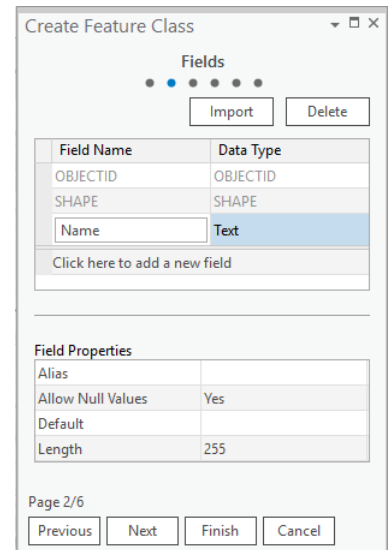 Create Feature Class
Fields
Import Delete
Field Name Data Type
OBJECTID OBJECTID
SHAPE SHAPE
Name Text
Click here to add a new field
Field Properties
Alias
Allow Null Values Yes
Default
Length 255
Page 2/6
Previous Next Finish Cancel